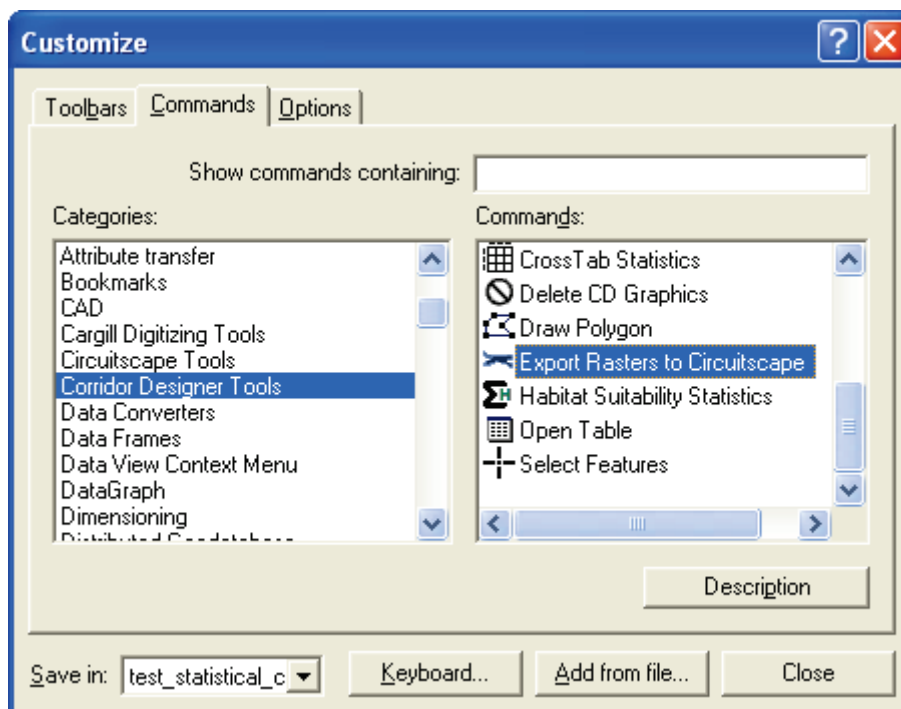 Customize
Toolbars Commands Options
Show commands containing:
Categories:
Attribute transfer
Bookmarks
CAD
Cargill Digitizing Tools
Circuitscape Tools
Corridor Designer Tools
Data Converters
Data Frames
Data View Context Menu
DataGraph
Dimensioning
Commands:
CrossTab Statistics
Delete CD Graphics
Draw Polygon
Export Rasters to Circuitscape
Habitat Suitability Statistics
Open Table
Select Features
Description
Save in: test_statistical_c Keyboard... Add from file... Close